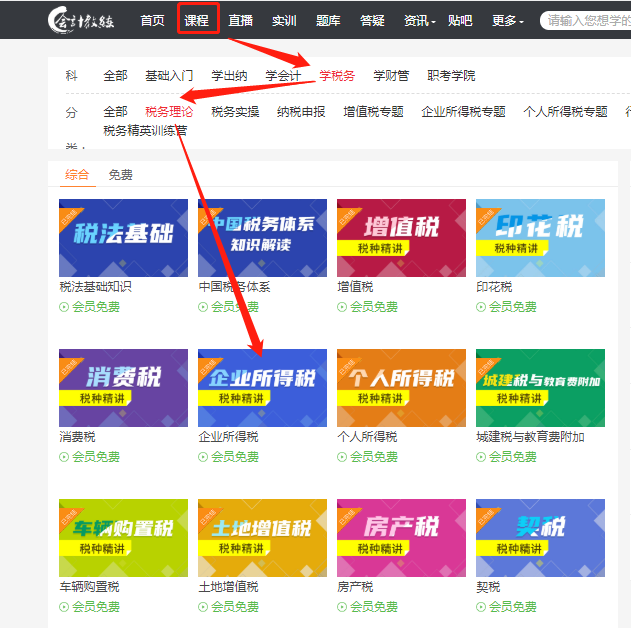 会计教练 首页 课程 直播 实训 题库 答疑 资讯 贴吧 更多 请输入您想学的
科 全部 基础入门 学出纳 学会计 学税务 学财管 职考学院
分 全部 税务理论 税务实操 纳税申报 增值税专题 企业所得税专题 个人所得税专题
类： 税务精英训练营
综合 免费
税法基础 中国税务体系 增值税 印花税
知识解读 税种精讲 税种精讲
税法基础知识 中国税务体系 增值税 印花税
会员免费 会员免费 会员免费 会员免费
消费税 企业所得税 个人所得税 城建税与教育费附加
税种精讲 税种精讲 税种精讲 税种精讲
消费税 企业所得税 个人所得税 城建税与教育费附加
会员免费 会员免费 会员免费 会员免费
车辆购置税 土地增值税 房产税 契税
税种精讲 税种精讲 税种精讲 税种精讲
车辆购置税 土地增值税 房产税 契税
会员免费 会员免费 会员免费 会员免费